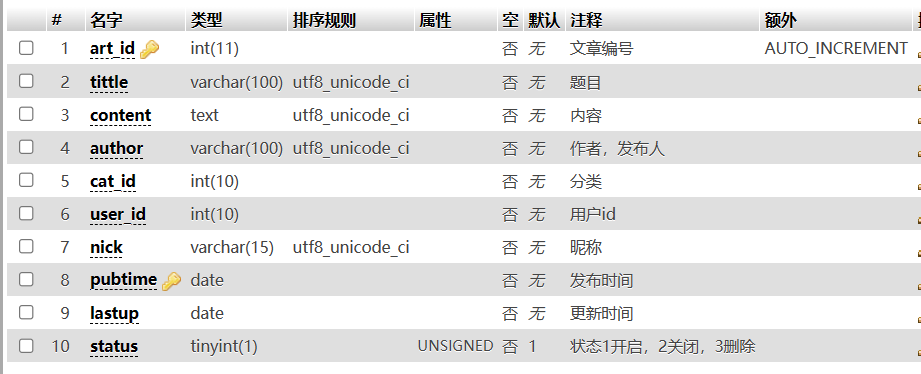 # 名字 类型 排序规则 属性 空 默认 注释 额外
1 art_id int(11) 否 无 文章编号 AUTO_INCREMENT
2 tittle varchar(100) utf8_unicode_ci 否 无 题目
3 content text utf8_unicode_ci 否 无 内容
4 author varchar(100) utf8_unicode_ci 否 无 作者，发布人
5 cat_id int(10) 否 无 分类
6 user_id int(10) 否 无 用户id
7 nick varchar(15) utf8_unicode_ci 否 无 昵称
8 pubtime date 否 无 发布时间
9 lastup date 否 无 更新时间
10 status tinyint(1) UNSIGNED 否 1 状态1开启，2关闭，3删除